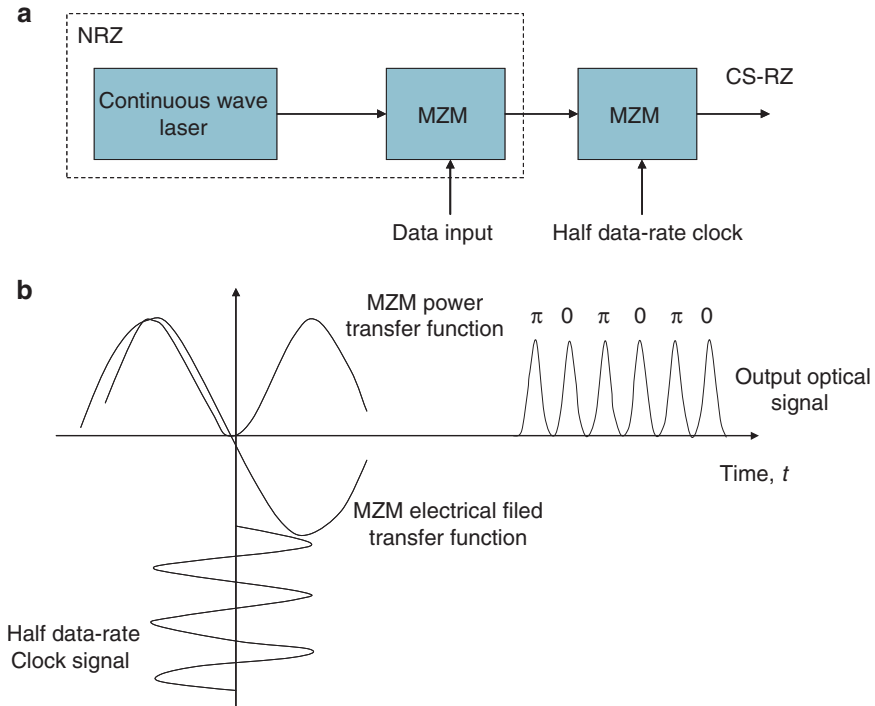 a
NRZ
Continuous wave
laser
MZM
MZM
CS-RZ
Data input
Half data-rate clock
b
MZM power
transfer function
π 0 π 0 π 0
Output optical
signal
Time, t
MZM electrical filed
transfer function
Half data-rate
Clock signal